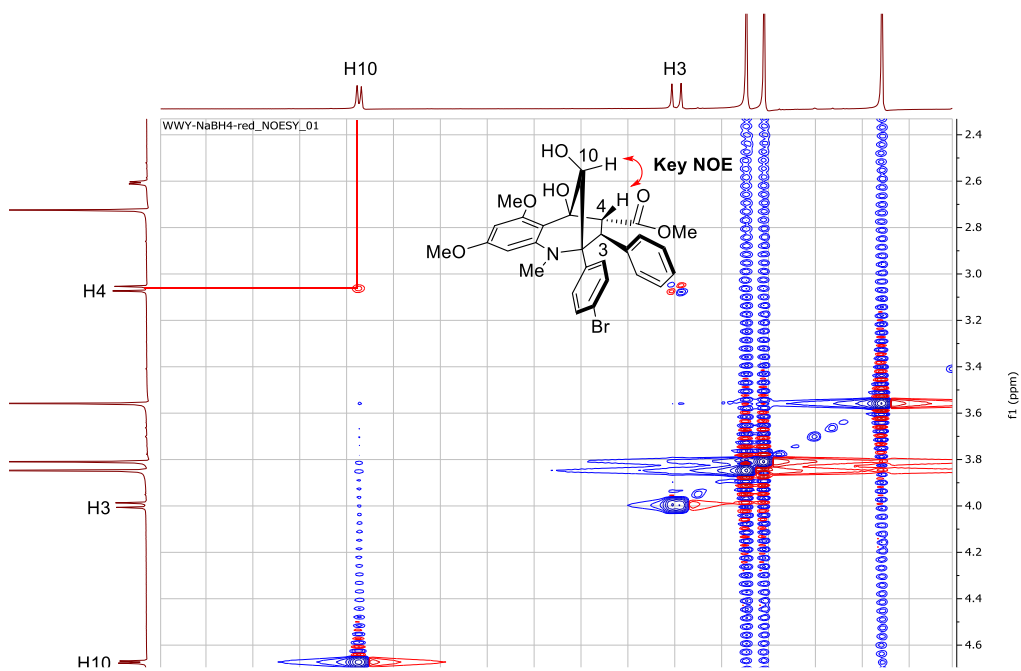 H10
H3
WWY-NaBH4-red_NOESY_01
HO
10
H
Key NOE
HO
H
O
MeO
4
OMe
MeO
3
N
Me
Br
H4
H3
H10
2.4
2.6
2.8
3.0
3.2
3.4
3.6
3.8
4.0
4.2
4.4
4.6
f1 (ppm)